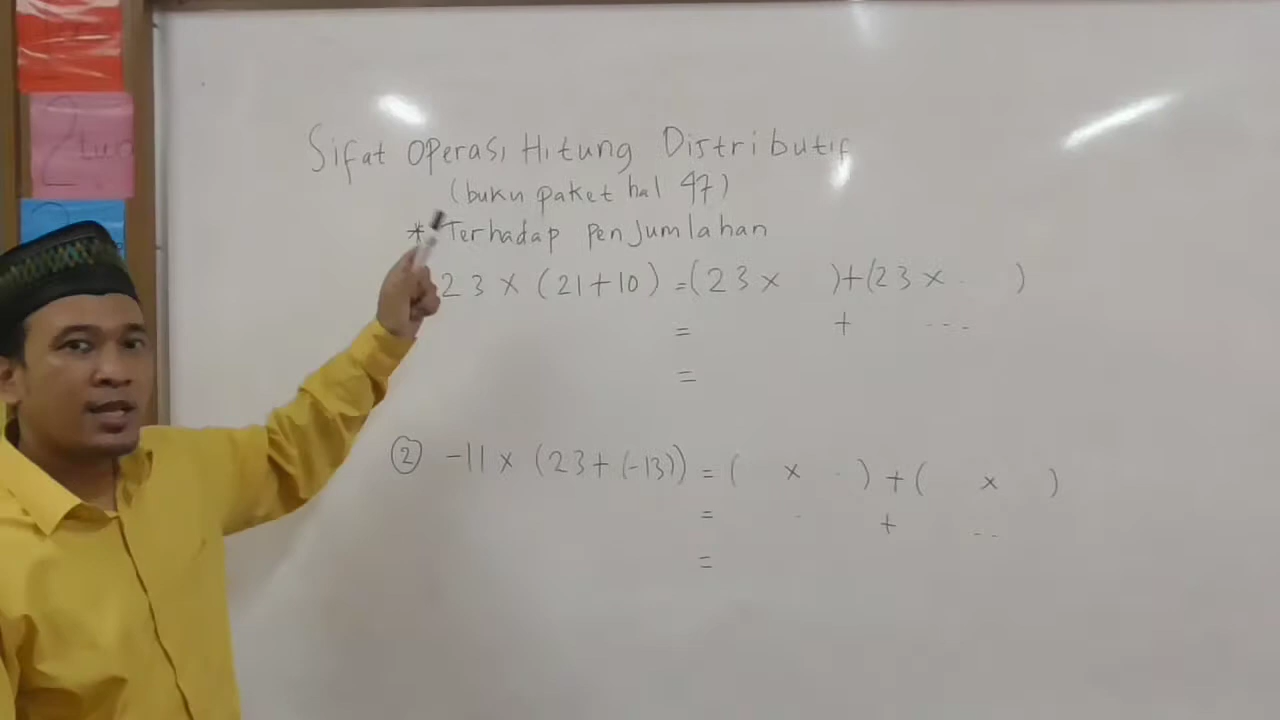 Sifat Operasi Hitung Distributif
(buku paket hal 47)
* Terhadap penjumlahan
23 x (21+10) = (23 x     ) + (23 x     )
=     +     ...
=
② -11 x (23 + (-13)) = (     x     ) + (     x     )
=     +     ..
=